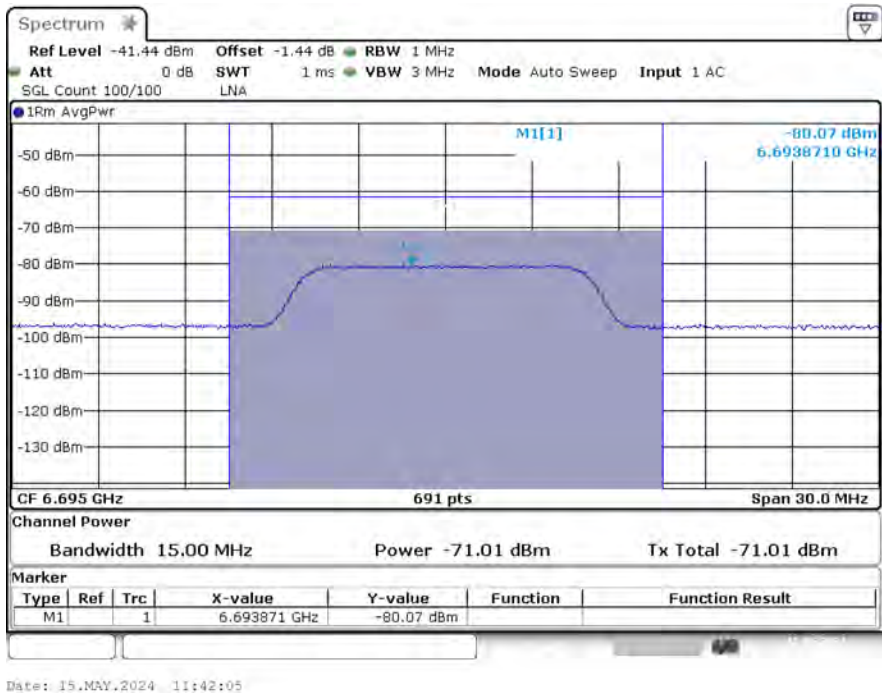 Spectrum
Ref Level -41.44 dBm Offset -1.44 dB RBW 1 MHz
Att 0 dB SWT 1 ms VBW 3 MHz Mode Auto Sweep Input 1 AC
SGL Count 100/100 LNA
1Rm AvgPwr
M1[1] -80.07 dBm
6.6938710 GHz
-50 dBm
-60 dBm
-70 dBm
-80 dBm
-90 dBm
-100 dBm
-110 dBm
-120 dBm
-130 dBm
CF 6.695 GHz 691 pts Span 30.0 MHz
Channel Power
Bandwidth 15.00 MHz Power -71.01 dBm Tx Total -71.01 dBm
Marker
Type Ref Trc X-value Y-value Function Function Result
M1 1 6.693871 GHz -80.07 dBm
Date: 15.MAY.2024 11:42:05